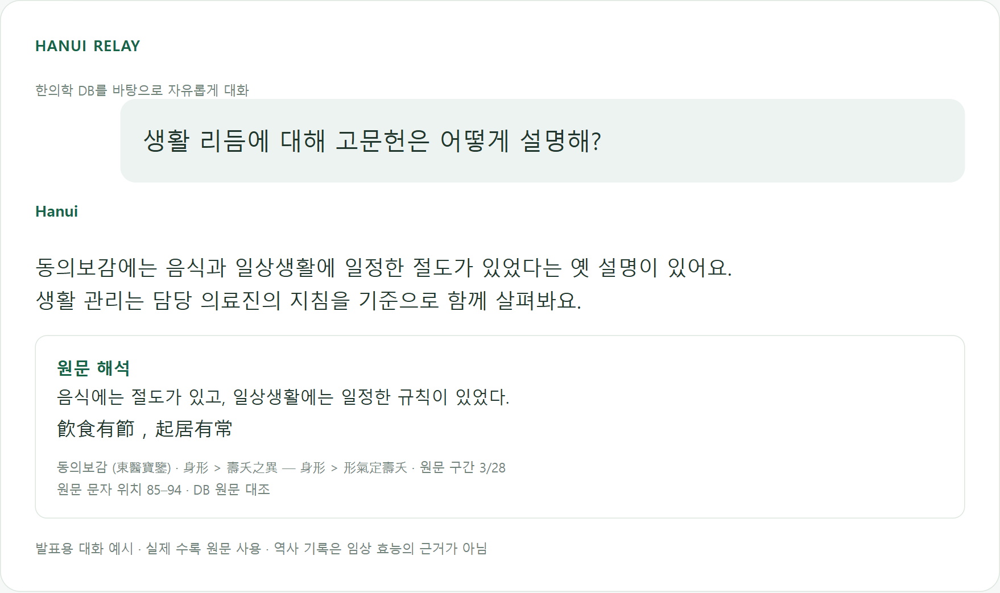 HANUI RELAY
한의학 DB를 바탕으로 자유롭게 대화
생활 리듬에 대해 고문헌은 어떻게 설명해?
Hanui
동의보감에는 음식과 일상생활에 일정한 절도가 있었다는 옛 설명이 있어요.
생활 관리는 담당 의료진의 지침을 기준으로 함께 살펴봐요.
원문 해석
음식에는 절도가 있고, 일상생활에는 일정한 규칙이 있었다.
飮食有節 , 起居有常
동의보감 (東醫寶鑒) · 身形 > 壽夭之異 — 身形 > 形氣定壽夭 · 원문 구간 3/28
원문 문자 위치 85–94 · DB 원문 대조
발표용 대화 예시 · 실제 수록 원문 사용 · 역사 기록은 임상 효능의 근거가 아님